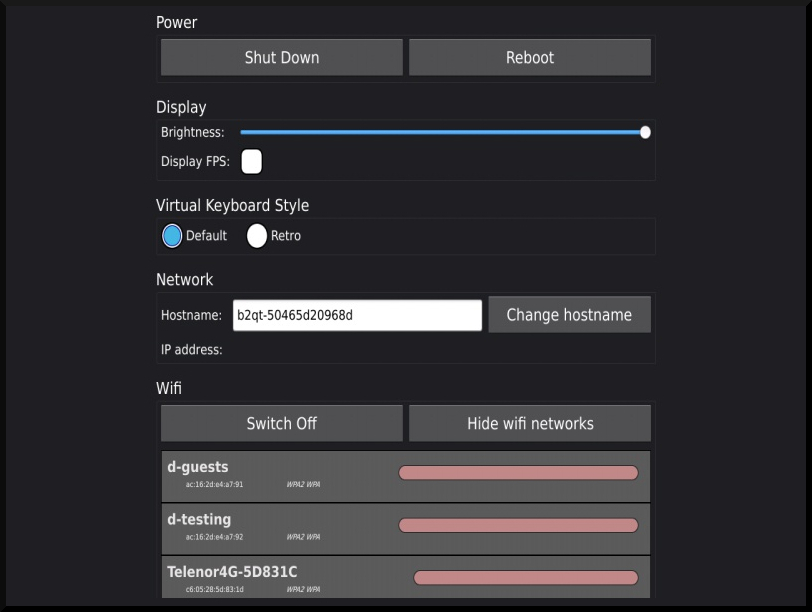 Power
Shut Down Reboot
Display
Brightness:
Display FPS:
Virtual Keyboard Style
Default Retro
Network
Hostname: b2qt-50465d20968d Change hostname
IP address:
Wifi
Switch Off Hide wifi networks
d-guests
ac:16:2d:e4:a7:91 WPA2 WPA
d-testing
ac:16:2d:e4:a7:92 WPA2 WPA
Telenor4G-5D831C
c6:05:28:5d:83:1d WPA2 WPA